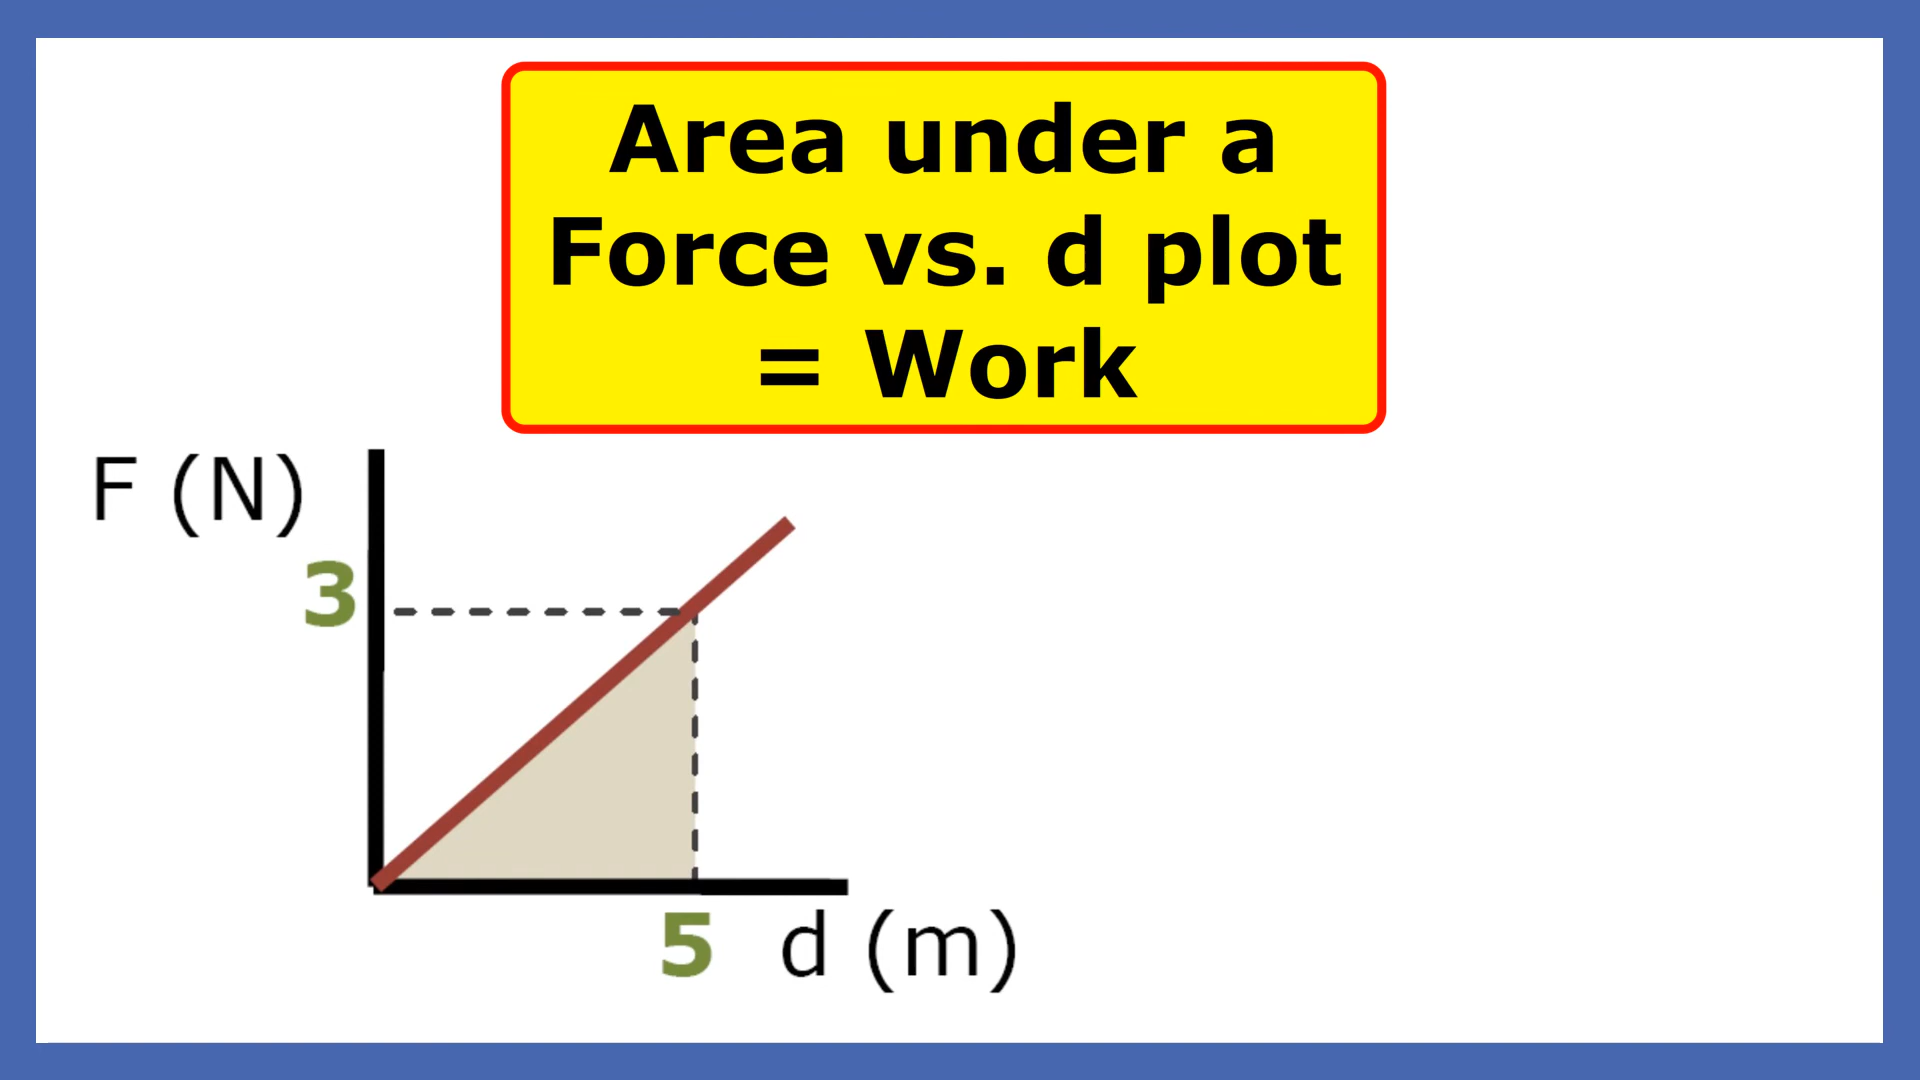 Area under a
Force vs. d plot
= Work
F (N)
3
5 d (m)